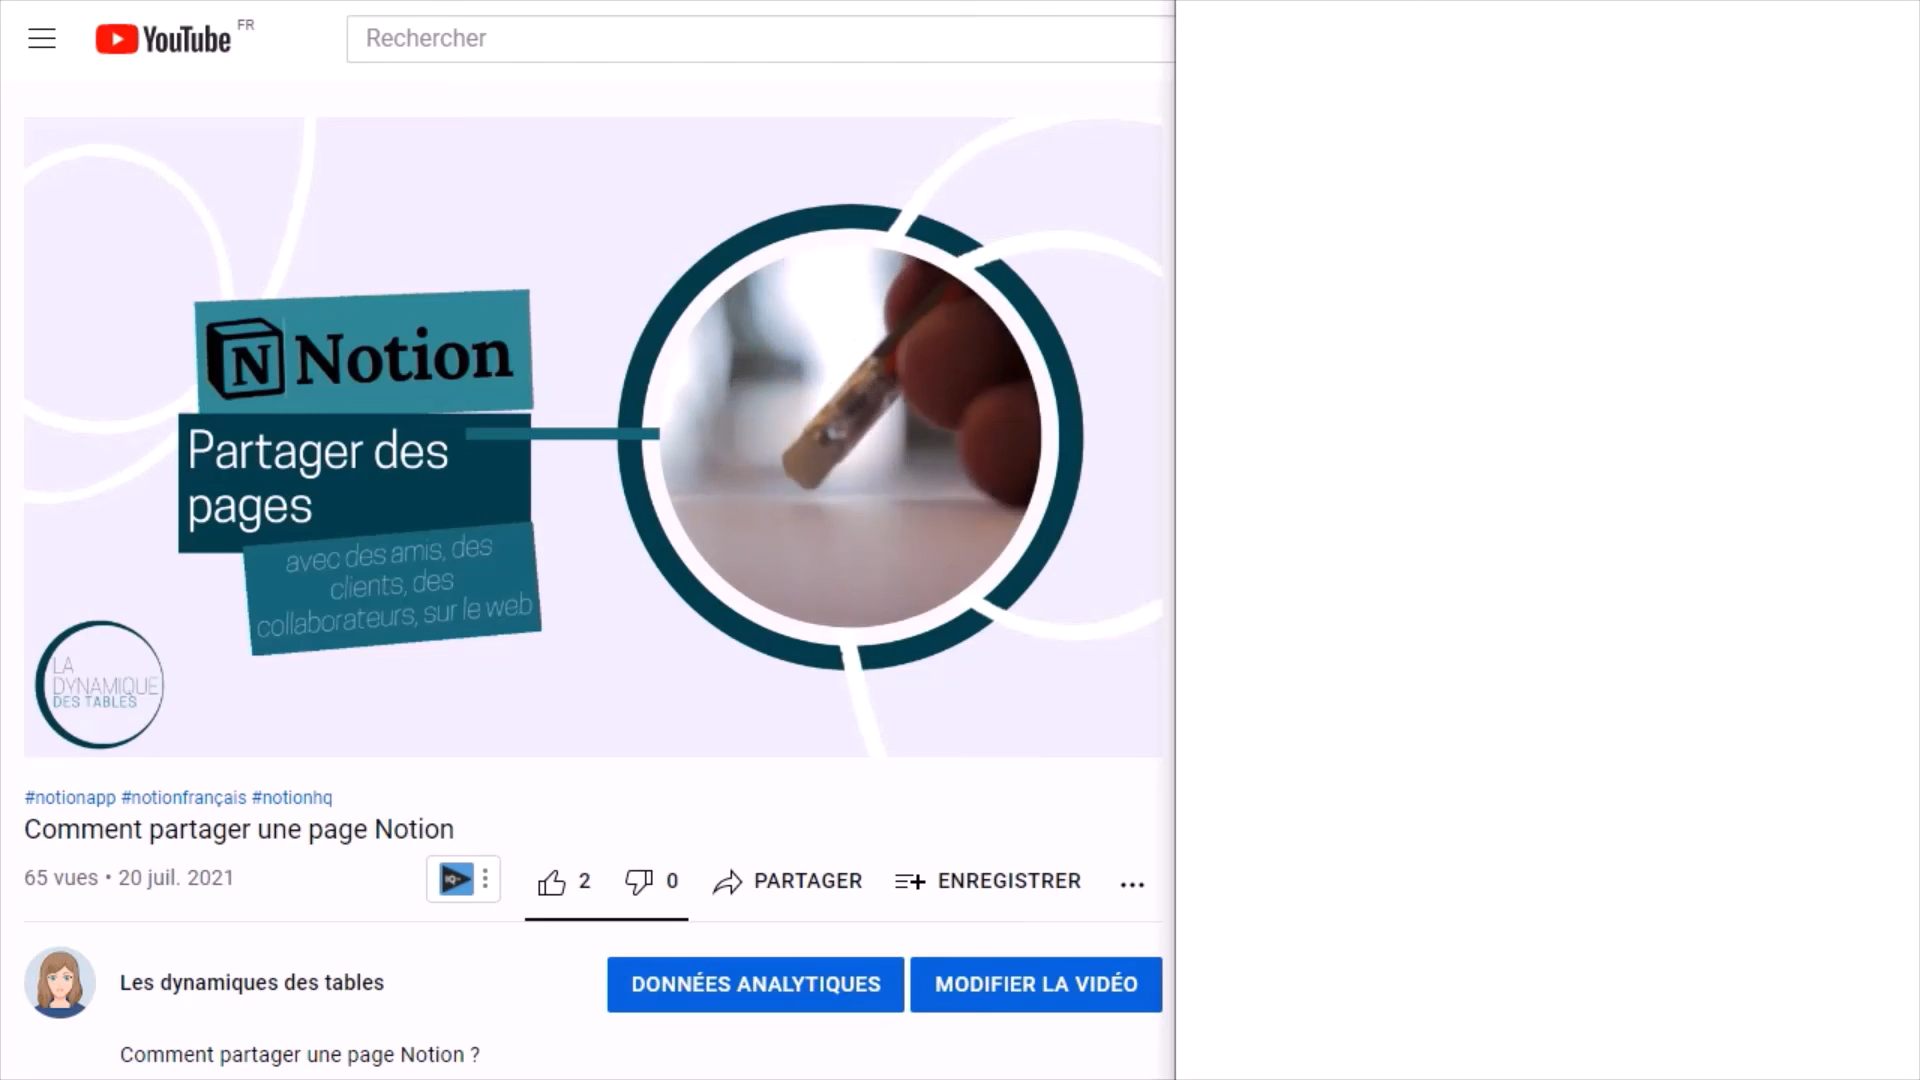 YouTube FR
Rechercher
N Notion
Partager des
pages
avec des amis, des
clients, des
collaborateurs, sur le web
LA
DYNAMIQUE
DES TABLES
#notionapp #notionfrançais #notionhq
Comment partager une page Notion
65 vues • 20 juil. 2021
IQ
2
0
PARTAGER
ENREGISTRER
Les dynamiques des tables
DONNÉES ANALYTIQUES
MODIFIER LA VIDÉO
Comment partager une page Notion ?